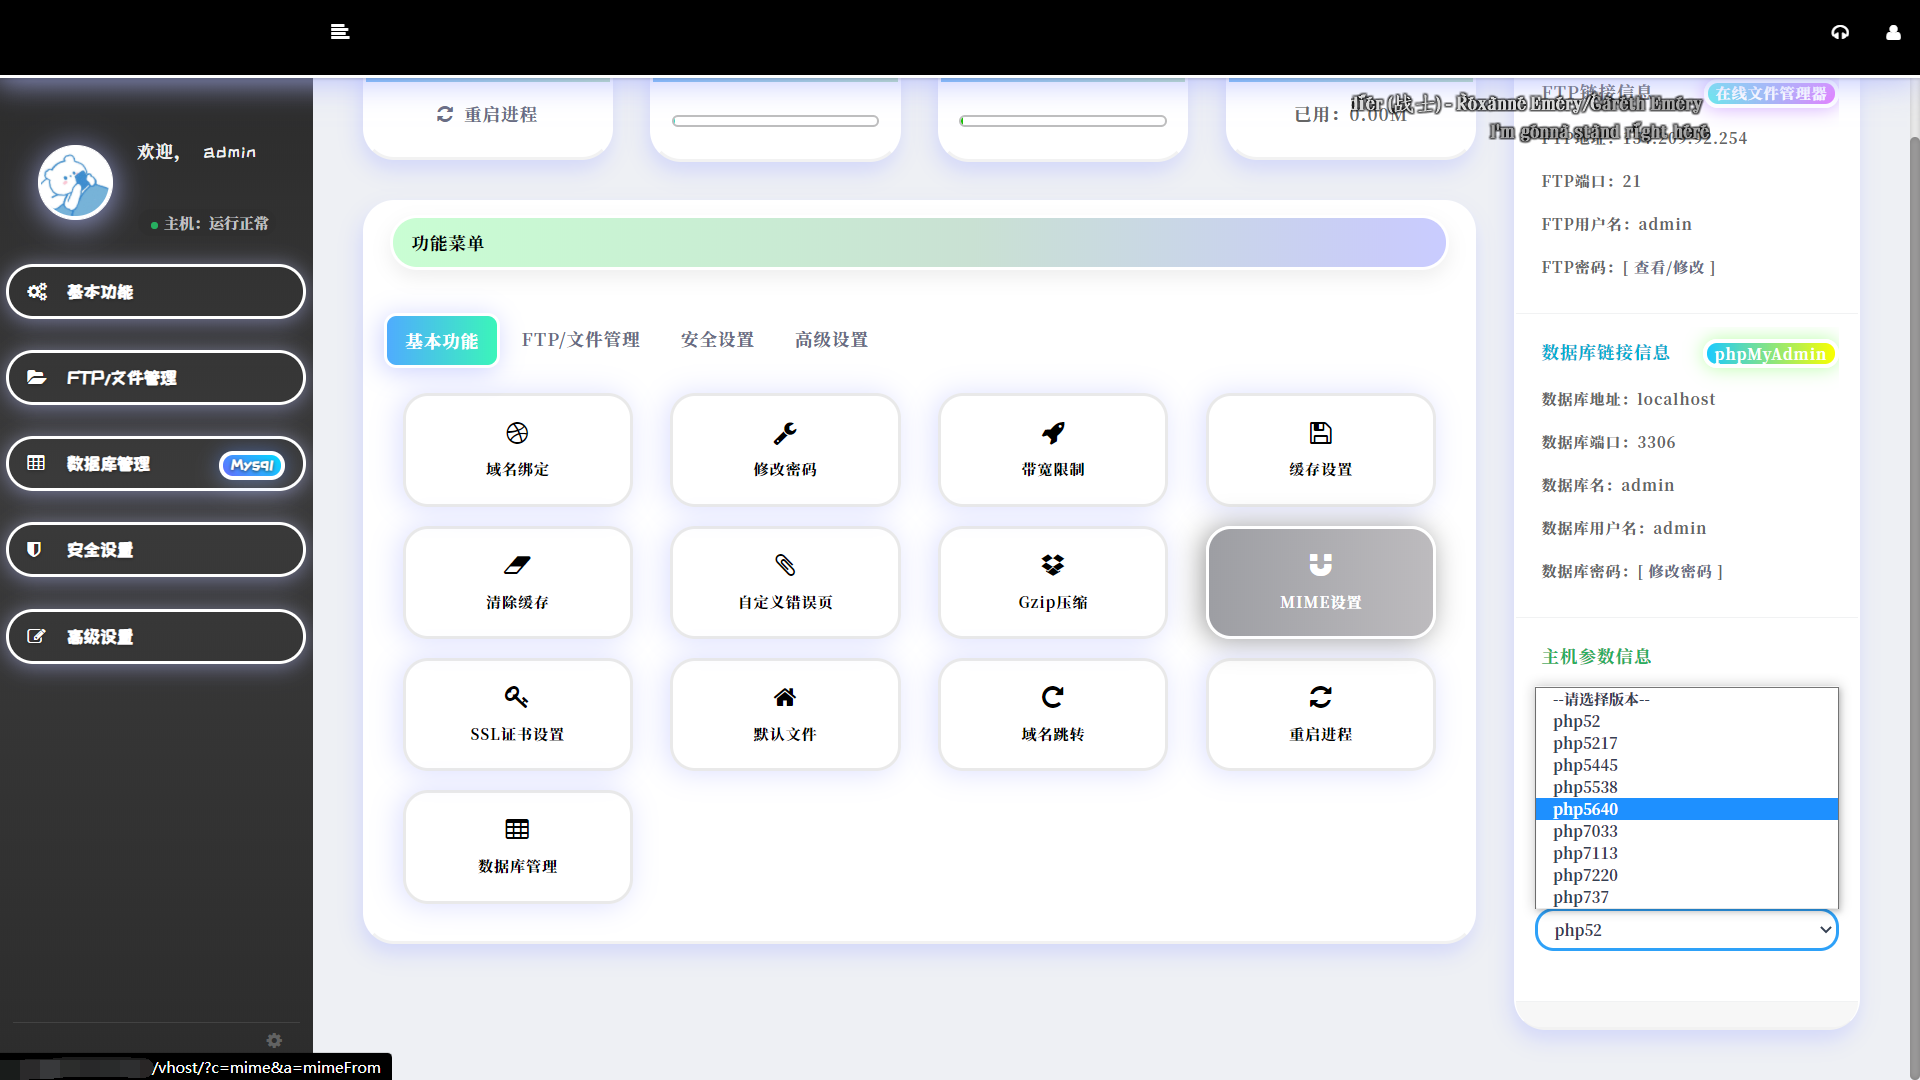 欢迎， admin
主机：运行正常
基本功能
FTP/文件管理
数据库管理 Mysql
安全设置
高级设置
重启进程
已用：0.00M
功能菜单
基本功能 FTP/文件管理 安全设置 高级设置
域名绑定 修改密码 带宽限制 缓存设置
清除缓存 自定义错误页 Gzip压缩 MIME设置
SSL证书设置 默认文件 域名跳转 重启进程
数据库管理
FTP链接信息 在线文件管理器
(战士) - Roxanne Emery/Gareth Emery
I'm gonna stand right here
FTP地址：
FTP端口：21
FTP用户名：admin
FTP密码：[ 查看/修改 ]
数据库链接信息 phpMyAdmin
数据库地址：localhost
数据库端口：3306
数据库名：admin
数据库用户名：admin
数据库密码：[ 修改密码 ]
主机参数信息
--请选择版本--
php52
php5217
php5445
php5538
php5640
php7033
php7113
php7220
php737
php52
/vhost/?c=mime&a=mimeFrom